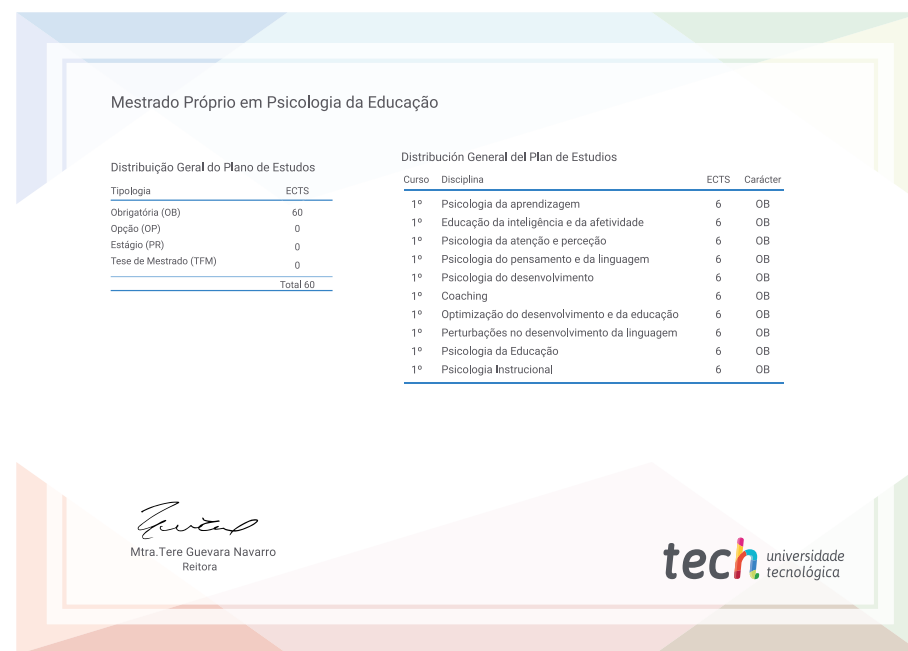 Mestrado Próprio em Psicologia da Educação
Distribuição Geral do Plano de Estudos
Tipologia ECTS
Obrigatória (OB) 60
Opção (OP) 0
Estágio (PR) 0
Tese de Mestrado (TFM) 0
Total 60
Distribución General del Plan de Estudios
Curso Disciplina ECTS Carácter
1º Psicologia da aprendizagem 6 OB
1º Educação da inteligência e da afetividade 6 OB
1º Psicologia da atenção e perceção 6 OB
1º Psicologia do pensamento e da linguagem 6 OB
1º Psicologia do desenvolvimento 6 OB
1º Coaching 6 OB
1º Optimização do desenvolvimento e da educação 6 OB
1º Perturbações no desenvolvimento da linguagem 6 OB
1º Psicologia da Educação 6 OB
1º Psicologia Instrucional 6 OB
Mtra.Tere Guevara Navarro
Reitora
tech universidade
tecnológica